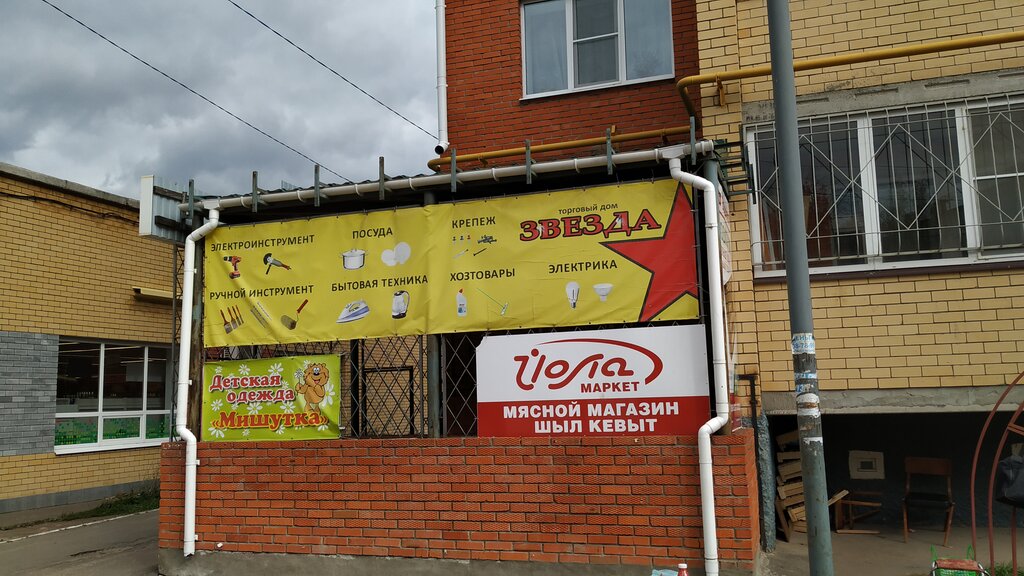 ЭЛЕКТРОИНСТРУМЕНТ
ПОСУДА
КРЕПЕЖ
ТОРГОВЫЙ ДОМ
ЗВЕЗДА
РУЧНОЙ ИНСТРУМЕНТ
БЫТОВАЯ ТЕХНИКА
ХОЗТОВАРЫ
ЭЛЕКТРИКА
Детская
одежда
«Мишутка»
Йола
МАРКЕТ
МЯСНОЙ МАГАЗИН
ШЫЛ КЕВЫТ